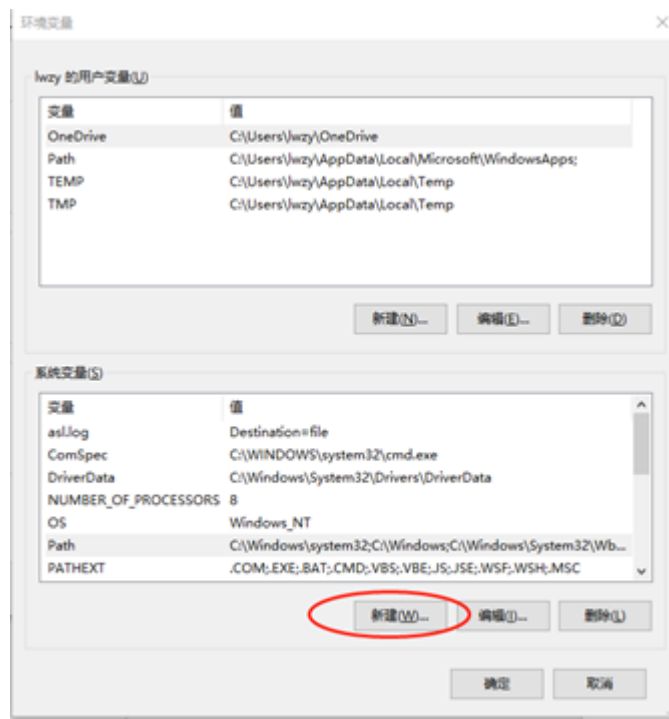 环境变量
lwzy 的用户变量(U)
变量 值
OneDrive C:\Users\lwzy\OneDrive
Path C:\Users\lwzy\AppData\Local\Microsoft\WindowsApps;
TEMP C:\Users\lwzy\AppData\Local\Temp
TMP C:\Users\lwzy\AppData\Local\Temp
新建(N)... 编辑(E)... 删除(D)
系统变量(S)
变量 值
asl.log Destination=file
ComSpec C:\WINDOWS\system32\cmd.exe
DriverData C:\Windows\System32\Drivers\DriverData
NUMBER_OF_PROCESSORS 8
OS Windows_NT
Path C:\Windows\system32;C:\Windows;C:\Windows\System32\Wb...
PATHEXT .COM;.EXE;.BAT;.CMD;.VBS;.VBE;.JS;.JSE;.WSF;.WSH;.MSC
新建(W)... 编辑(I)... 删除(L)
确定 取消